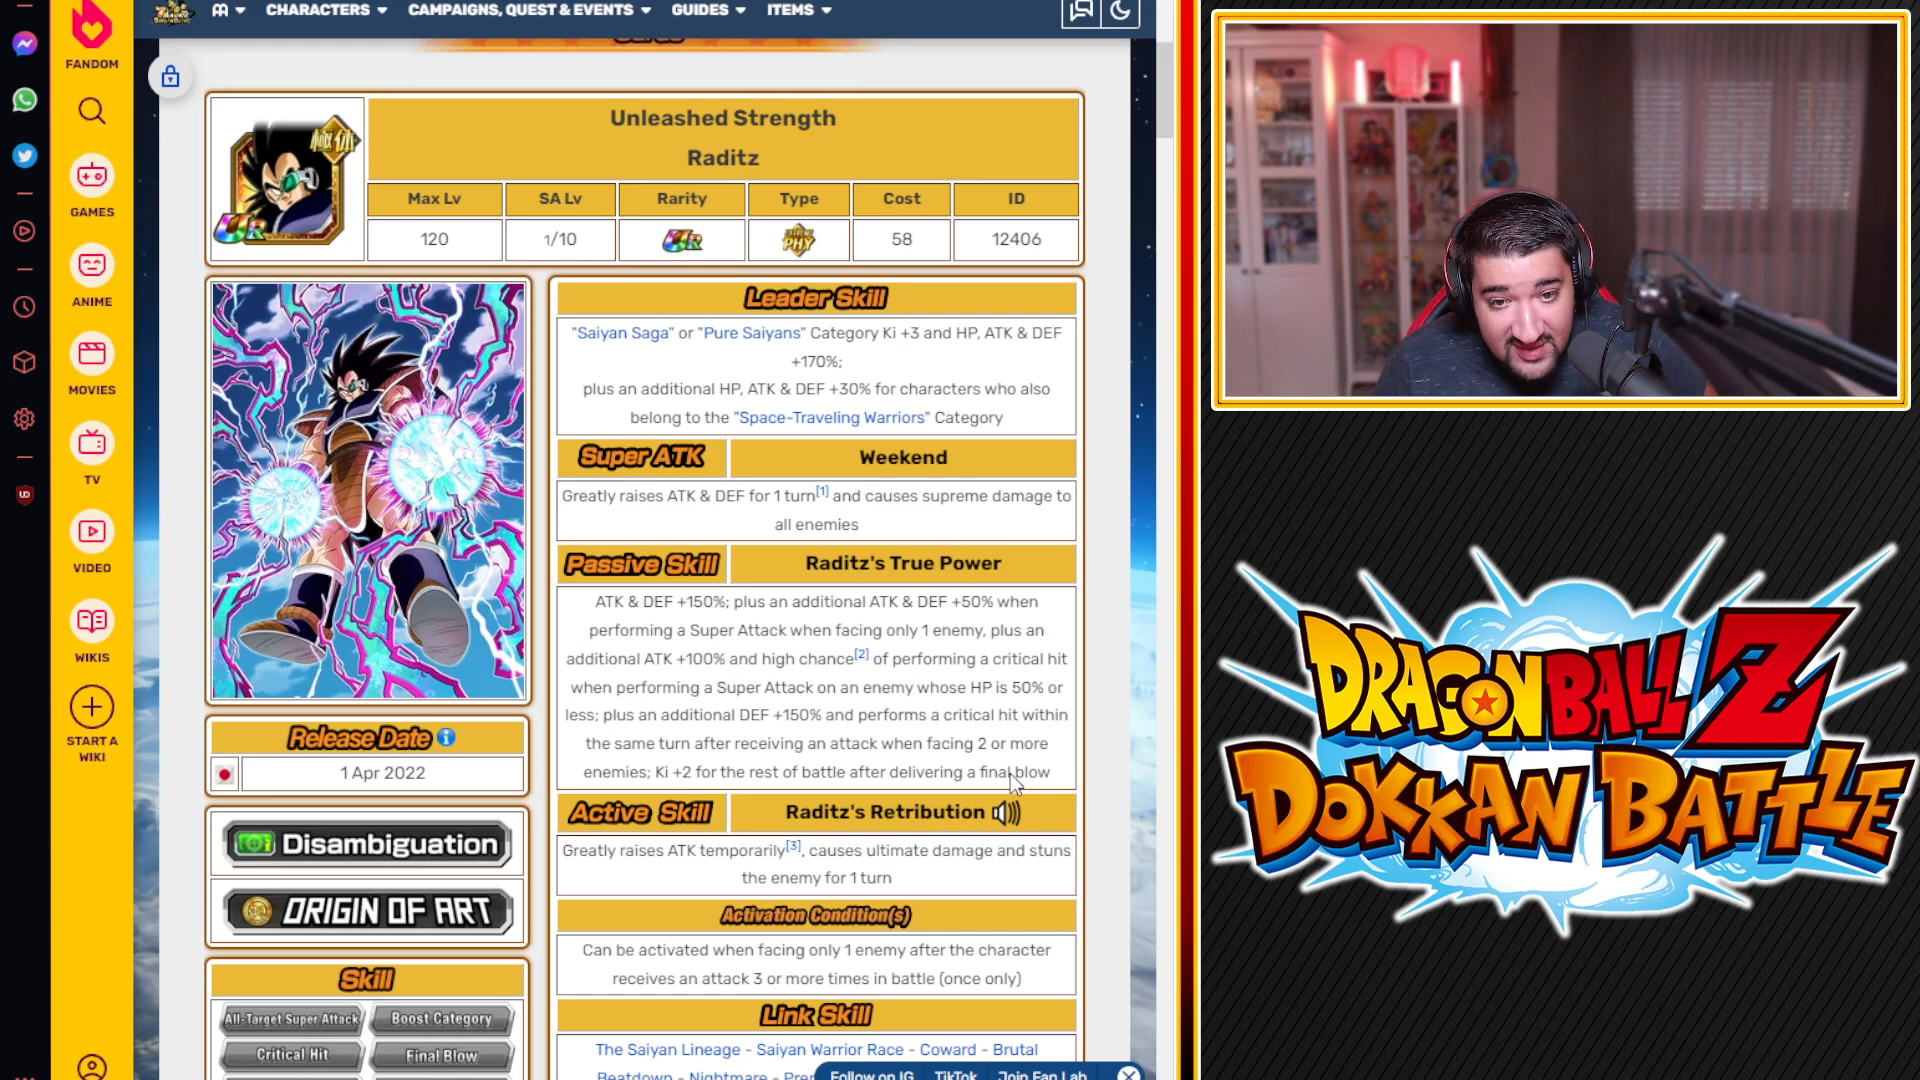 FANDOM
GAMES
ANIME
MOVIES
TV
VIDEO
WIKIS
START A
WIKI
CHARACTERS
CAMPAIGNS, QUEST & EVENTS
GUIDES
ITEMS
Unleashed Strength
Raditz
Max Lv
SA Lv
Rarity
Type
Cost
ID
120
1/10
UR
PHY
58
12406
UR
極体
Leader Skill
"Saiyan Saga" or "Pure Saiyans" Category Ki +3 and HP, ATK & DEF
+170%;
plus an additional HP, ATK & DEF +30% for characters who also
belong to the "Space-Traveling Warriors" Category
Super ATK
Weekend
Greatly raises ATK & DEF for 1 turn[1] and causes supreme damage to
all enemies
Passive Skill
Raditz's True Power
ATK & DEF +150%; plus an additional ATK & DEF +50% when
performing a Super Attack when facing only 1 enemy, plus an
additional ATK +100% and high chance[2] of performing a critical hit
when performing a Super Attack on an enemy whose HP is 50% or
less; plus an additional DEF +150% and performs a critical hit within
the same turn after receiving an attack when facing 2 or more
enemies; Ki +2 for the rest of battle after delivering a final blow
Active Skill
Raditz's Retribution
Greatly raises ATK temporarily[3], causes ultimate damage and stuns
the enemy for 1 turn
Activation Condition(s)
Can be activated when facing only 1 enemy after the character
receives an attack 3 or more times in battle (once only)
Link Skill
The Saiyan Lineage - Saiyan Warrior Race - Coward - Brutal
Beatdown - Nightmare -
Release Date
1 Apr 2022
Disambiguation
ORIGIN OF ART
Skill
All-Target Super Attack
Boost Category
Critical Hit
Final Blow
Follow on IG
TikTok
Join Fan Lab
DRAGON BALL Z
DOKKAN BATTLE